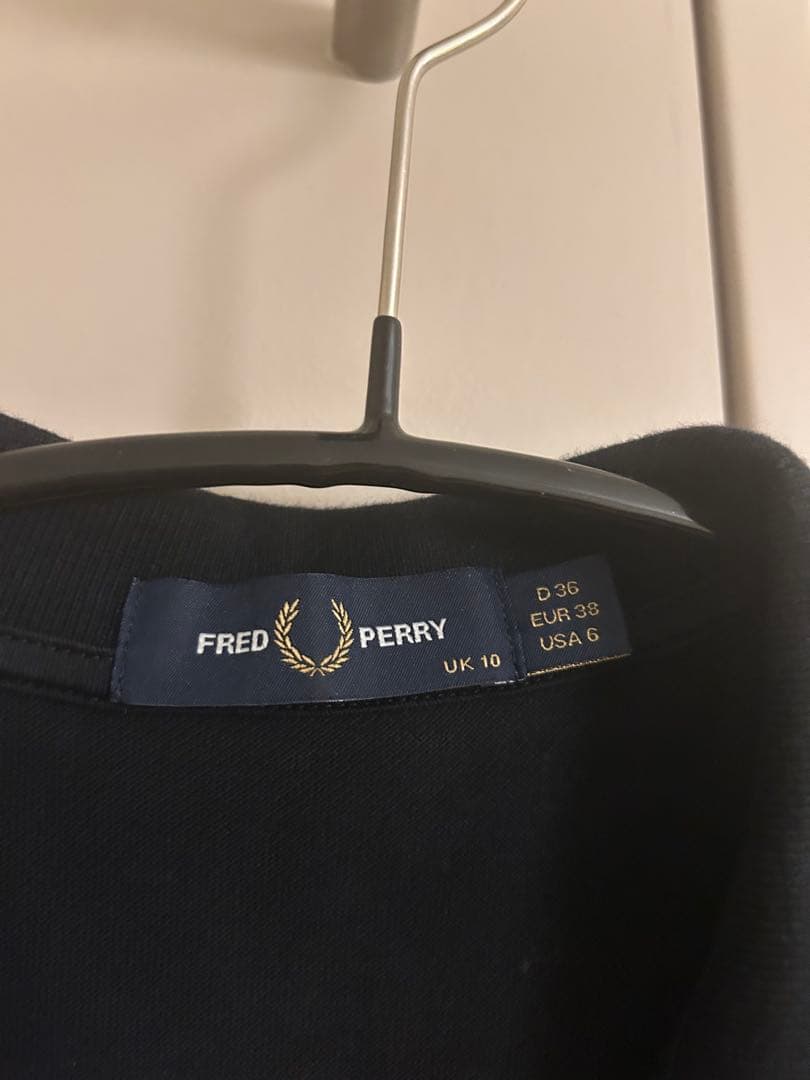 FRED PERRY
UK 10
D 36
EUR 38
USA 6